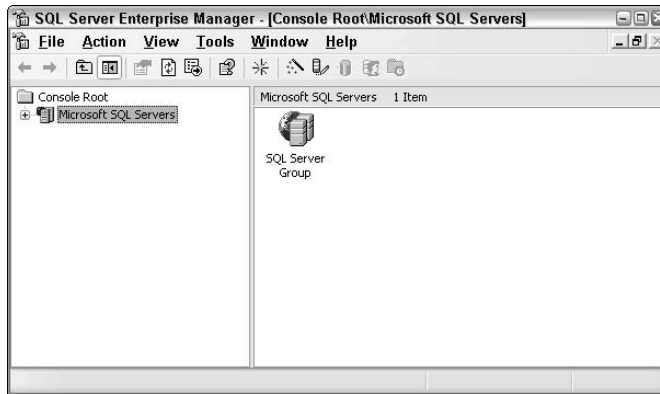 SQL Server Enterprise Manager - [Console Root\Microsoft SQL Servers]
File Action View Tools Window Help
Console Root
Microsoft SQL Servers
Microsoft SQL Servers 1 Item
SQL Server
Group